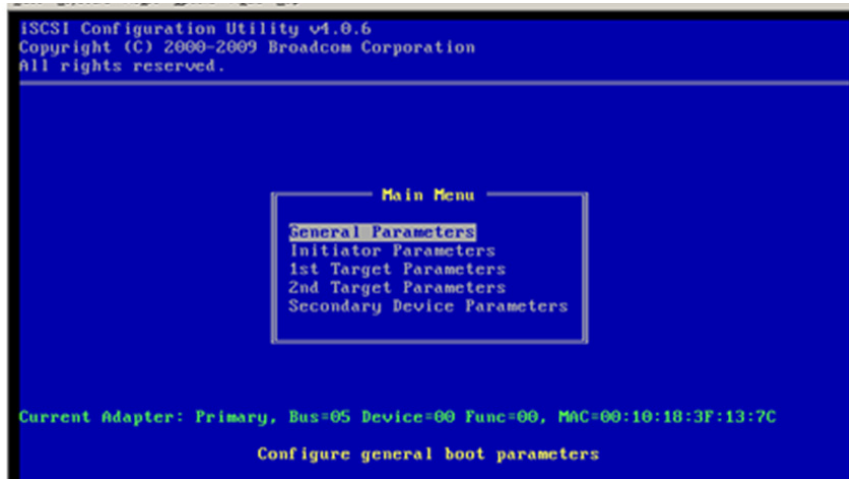 iSCSI Configuration Utility v4.0.6
Copyright (C) 2000-2009 Broadcom Corporation
All rights reserved.
Main Menu
General Parameters
Initiator Parameters
1st Target Parameters
2nd Target Parameters
Secondary Device Parameters
Current Adapter: Primary, Bus=05 Device=00 Func=00, MAC=00:10:18:3F:13:7C
Configure general boot parameters